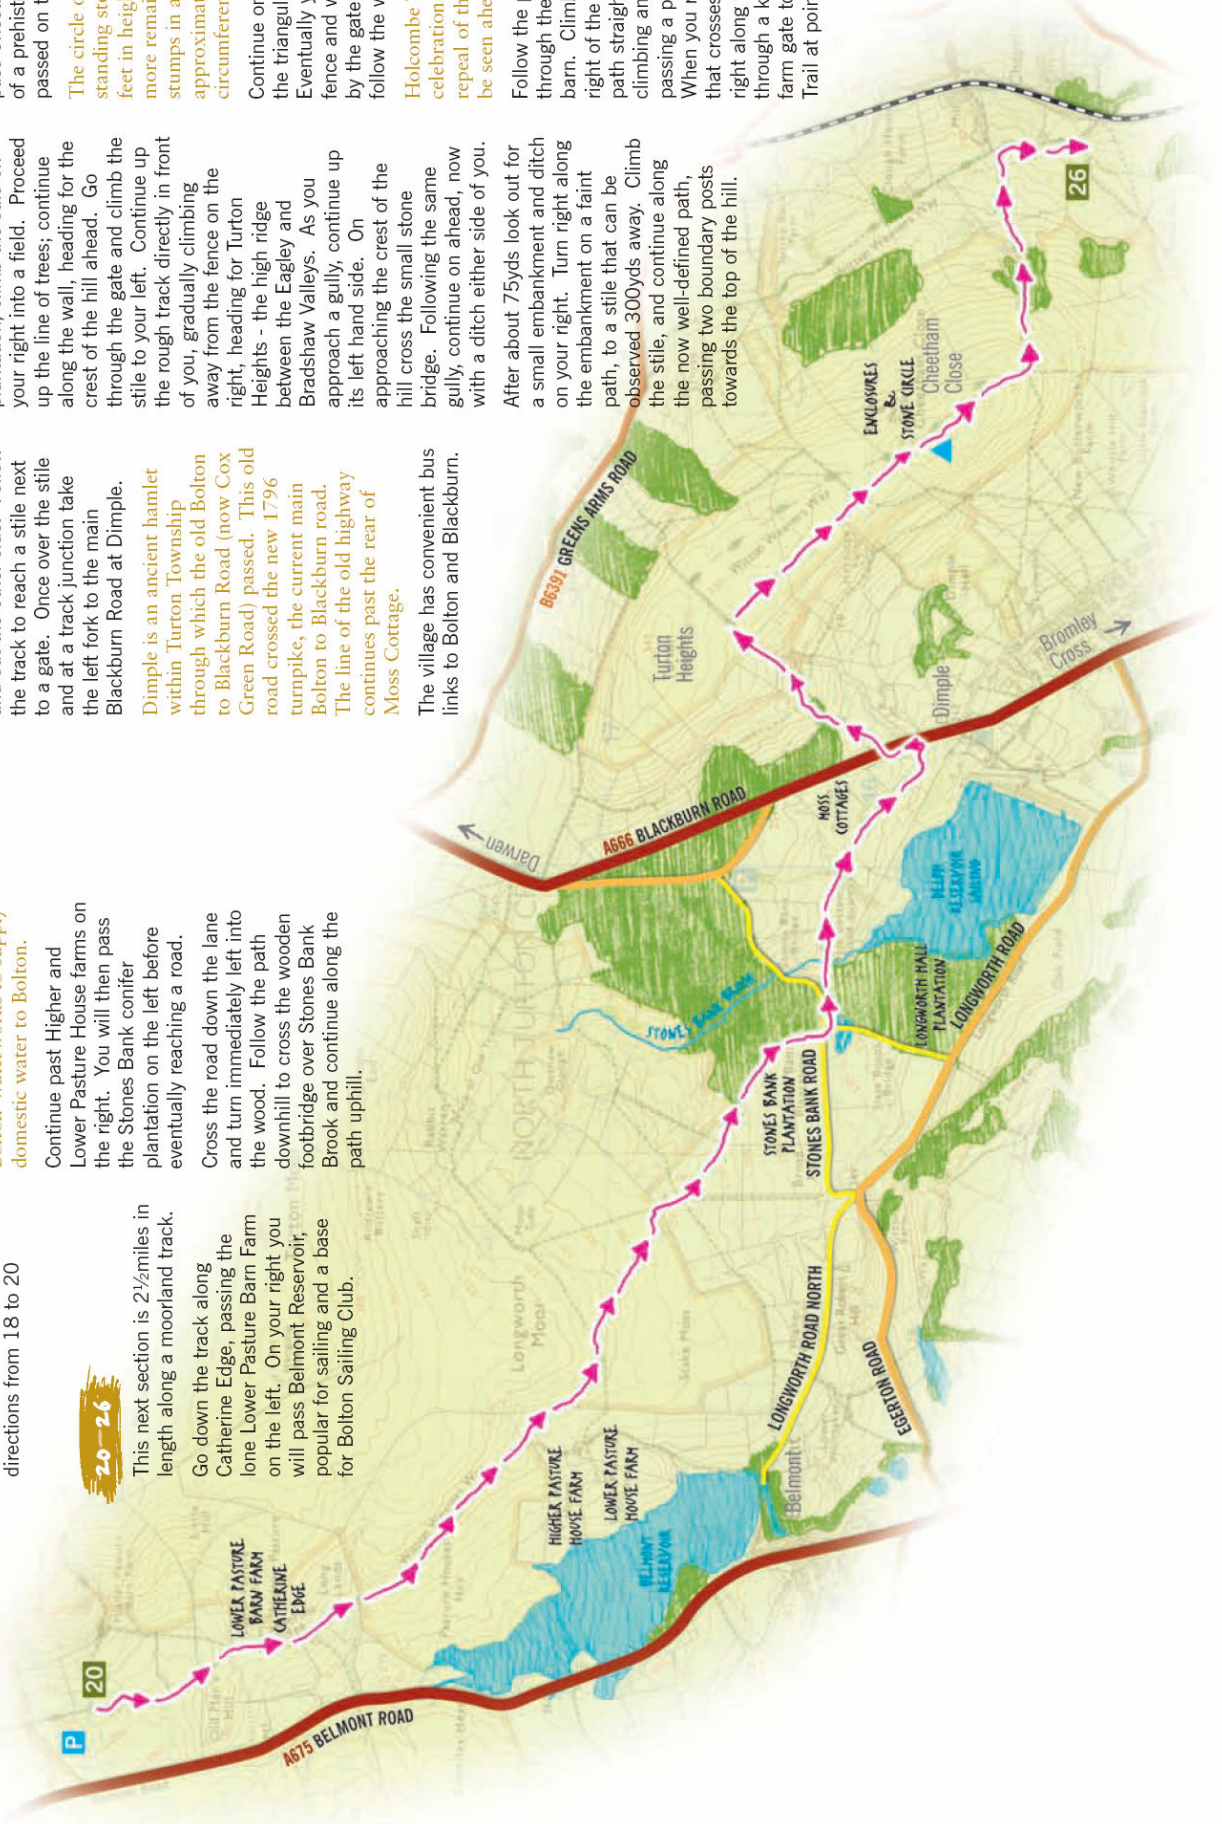 directions from 18 to 20
20-26
This next section is 2½miles in
length along a moorland track.
Go down the track along
Catherine Edge, passing the
lone Lower Pasture Barn Farm
on the left. On your right you
will pass Belmont Reservoir,
popular for sailing and a base
for Bolton Sailing Club.
domestic water to Bolton.
Continue past Higher and
Lower Pasture House farms on
the right. You will then pass
the Stones Bank conifer
plantation on the left before
eventually reaching a road.
Cross the road down the lane
and turn immediately left into
the wood. Follow the path
downhill to cross the wooden
footbridge over Stones Bank
Brook and continue along the
path uphill.
the track to reach a stile next
to a gate. Once over the stile
and at a track junction take
the left fork to the main
Blackburn Road at Dimple.
Dimple is an ancient hamlet
within Turton Township
through which the old Bolton
to Blackburn Road (now Cox
Green Road) passed. This old
road crossed the new 1796
turnpike, the current main
Bolton to Blackburn road.
The line of the old highway
continues past the rear of
Moss Cottage.
The village has convenient bus
links to Bolton and Blackburn.
your right into a field. Proceed
up the line of trees; continue
along the wall, heading for the
crest of the hill ahead. Go
through the gate and climb the
stile to your left. Continue up
the rough track directly in front
of you, gradually climbing
away from the fence on the
right, heading for Turton
Heights - the high ridge
between the Eagley and
Bradshaw Valleys. As you
approach a gully, continue up
its left hand side. On
approaching the crest of the
hill cross the small stone
bridge. Following the same
gully, continue on ahead, now
with a ditch either side of you.
After about 75yds look out for
a small embankment and ditch
on your right. Turn right along
the embankment on a faint
path, to a stile that can be
observed 300yds away. Climb
the stile, and continue along
the now well-defined path,
passing two boundary posts
towards the top of the hill.
of a prehist
passed on t
The circle o
standing sto
feet in heig
more remai
stumps in a
approximat
circumferen
Continue or
the triangul
Eventually y
fence and w
by the gate
follow the v
Holcombe
celebration
repeal of th
be seen ahe
Follow the
through the
barn. Climi
right of the
path straigh
climbing an
passing a p
When you r
that crosses
right along
through a k
farm gate to
Trail at poin
P
20
A675 BELMONT ROAD
LOWER PASTURE
BARN FARM
CATHERINE
EDGE
HIGHER PASTURE
HOUSE FARM
LOWER PASTURE
HOUSE FARM
BELMONT
RESERVOIR
Belmont
Longworth
Moor
LONGWORTH ROAD NORTH
EGERTON ROAD
STONES BANK
PLANTATION
STONES BANK ROAD
STONES BANK BROOK
LONGWORTH HALL
PLANTATION
LONGWORTH ROAD
DELPH
RESERVOIR
SAILING
Darwen
A666 BLACKBURN ROAD
MOSS
COTTAGES
Dimple
Bromley
Cross
Turton
Heights
B6391 GREENS ARMS ROAD
ENCLOSURES
&
STONE CIRCLE
Cheetham
Close
26